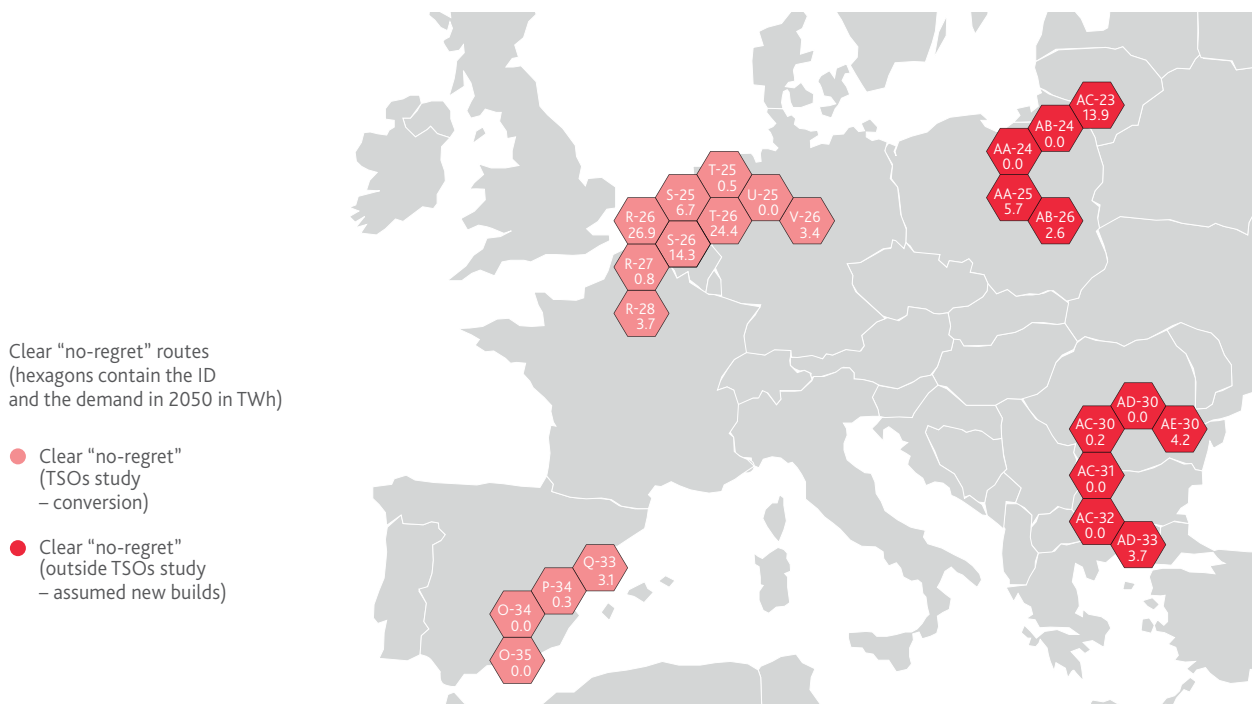 Clear “no-regret” routes
(hexagons contain the ID
and the demand in 2050 in TWh)
Clear “no-regret”
(TSOs study
– conversion)
Clear “no-regret”
(outside TSOs study
– assumed new builds)
T-25
0.5
S-25
6.7
U-25
0.0
R-26
26.9
T-26
24.4
V-26
3.4
S-26
14.3
R-27
0.8
R-28
3.7
AC-23
13.9
AB-24
0.0
AA-24
0.0
AA-25
5.7
AB-26
2.6
AD-30
0.0
AC-30
0.2
AE-30
4.2
AC-31
0.0
AC-32
0.0
AD-33
3.7
Q-33
3.1
P-34
0.3
O-34
0.0
O-35
0.0